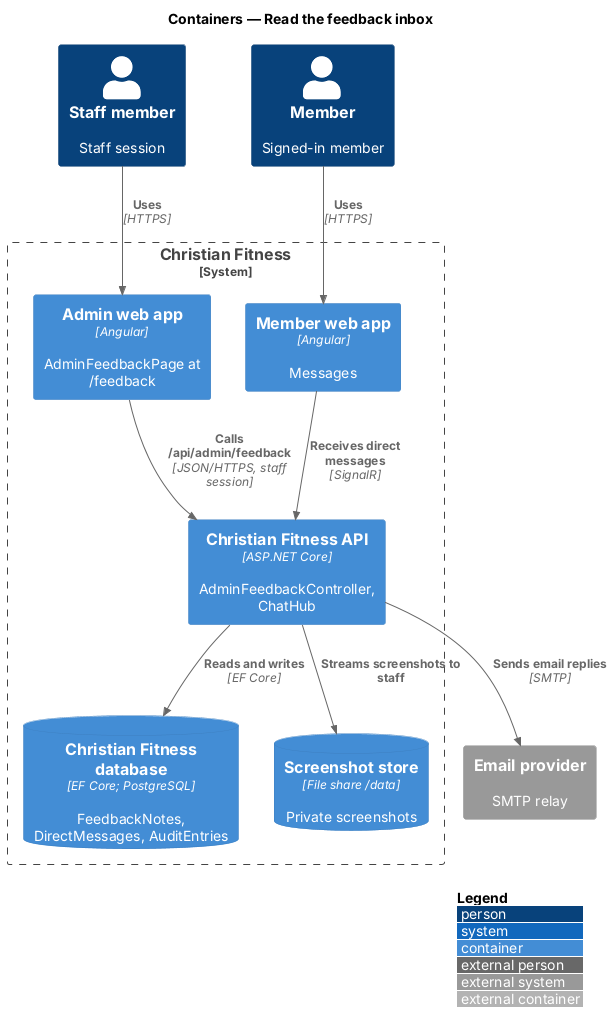 Containers — Read the feedback inbox
Staff member
Staff session
Member
Signed-in member
Uses
[HTTPS]
Uses
[HTTPS]
Christian Fitness
[System]
Admin web app
[Angular]
AdminFeedbackPage at
/feedback
Member web app
[Angular]
Messages
Calls
/api/admin/feedback
[JSON/HTTPS, staff
session]
Receives direct
messages
[SignalR]
Christian Fitness API
[ASP.NET Core]
AdminFeedbackController,
ChatHub
Reads and writes
[EF Core]
Streams screenshots to
staff
Sends email replies
[SMTP]
Christian Fitness
database
[EF Core; PostgreSQL]
FeedbackNotes,
DirectMessages, AuditEntries
Screenshot store
[File share /data]
Private screenshots
Email provider
SMTP relay
Legend
person
system
container
external person
external system
external container